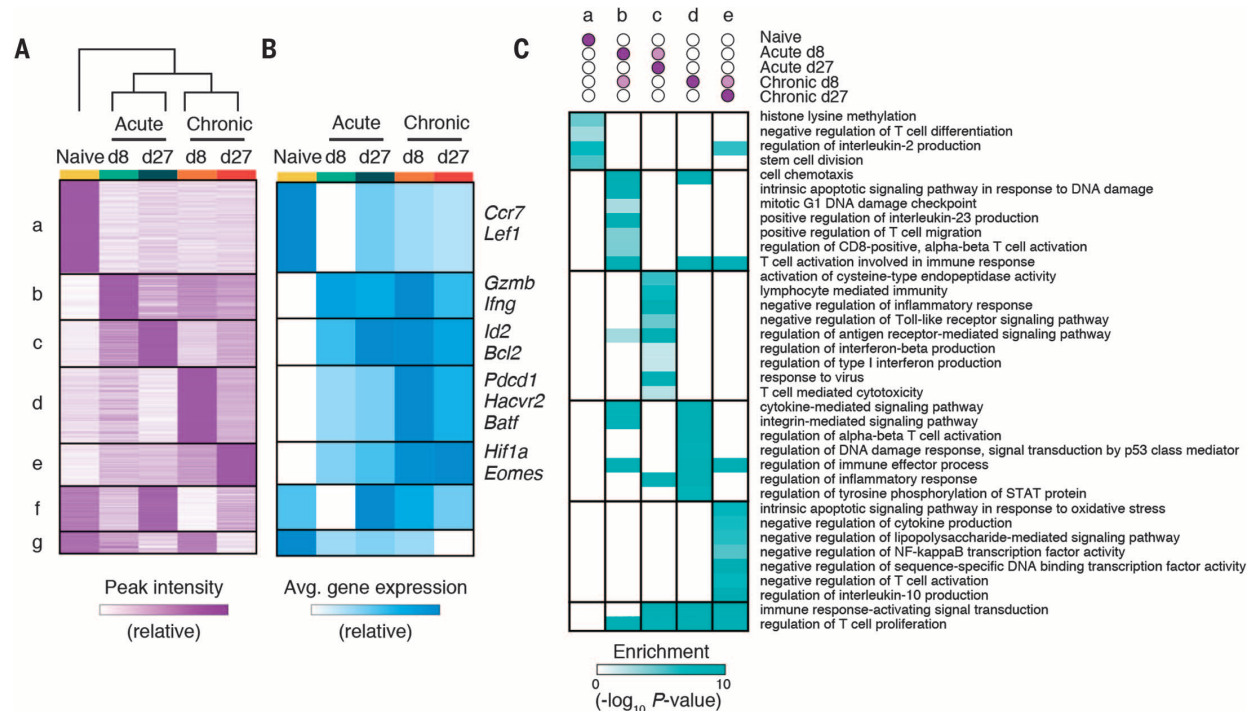 A
B
C
a b c d e
Naive
Acute d8
Acute d27
Chronic d8
Chronic d27
Acute Chronic
Naive d8 d27 d8 d27
Acute Chronic
Naive d8 d27 d8 d27
a
b
c
d
e
f
g
Ccr7
Lef1
Gzmb
Ifng
Id2
Bcl2
Pdcd1
Hacvr2
Batf
Hif1a
Eomes
Peak intensity
(relative)
Avg. gene expression
(relative)
histone lysine methylation
negative regulation of T cell differentiation
regulation of interleukin-2 production
stem cell division
cell chemotaxis
intrinsic apoptotic signaling pathway in response to DNA damage
mitotic G1 DNA damage checkpoint
positive regulation of interleukin-23 production
positive regulation of T cell migration
regulation of CD8-positive, alpha-beta T cell activation
T cell activation involved in immune response
activation of cysteine-type endopeptidase activity
lymphocyte mediated immunity
negative regulation of inflammatory response
negative regulation of Toll-like receptor signaling pathway
regulation of antigen receptor-mediated signaling pathway
regulation of interferon-beta production
regulation of type I interferon production
response to virus
T cell mediated cytotoxicity
cytokine-mediated signaling pathway
integrin-mediated signaling pathway
regulation of alpha-beta T cell activation
regulation of DNA damage response, signal transduction by p53 class mediator
regulation of immune effector process
regulation of inflammatory response
regulation of tyrosine phosphorylation of STAT protein
intrinsic apoptotic signaling pathway in response to oxidative stress
negative regulation of cytokine production
negative regulation of lipopolysaccharide-mediated signaling pathway
negative regulation of NF-kappaB transcription factor activity
negative regulation of sequence-specific DNA binding transcription factor activity
negative regulation of T cell activation
regulation of interleukin-10 production
immune response-activating signal transduction
regulation of T cell proliferation
Enrichment
0 10
(-log10 P-value)